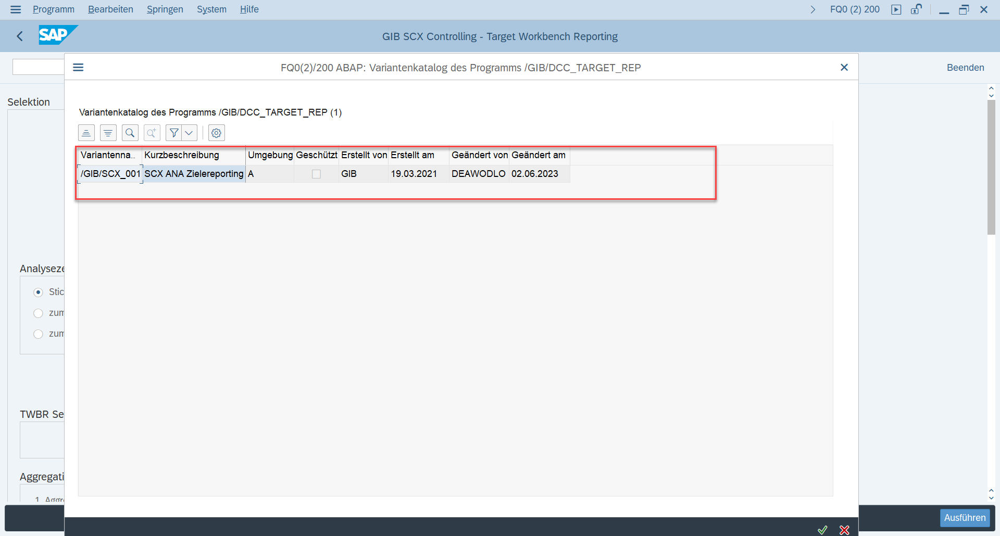 Programm Bearbeiten Springen System Hilfe FQ0 (2) 200
SAP GIB SCX Controlling - Target Workbench Reporting
FQ0(2)/200 ABAP: Variantenkatalog des Programms /GIB/DCC_TARGET_REP
Beenden
Selektion
Variantenkatalog des Programms /GIB/DCC_TARGET_REP (1)
Variantenna... Kurzbeschreibung Umgebung Geschützt Erstellt von Erstellt am Geändert von Geändert am
/GIB/SCX_001 SCX ANA Zielereporting A GIB 19.03.2021 DEAWODLO 02.06.2023
Analyseze
Stic
zum
zum
TWBR Se
Aggregati
1. Aggre
Ausführen